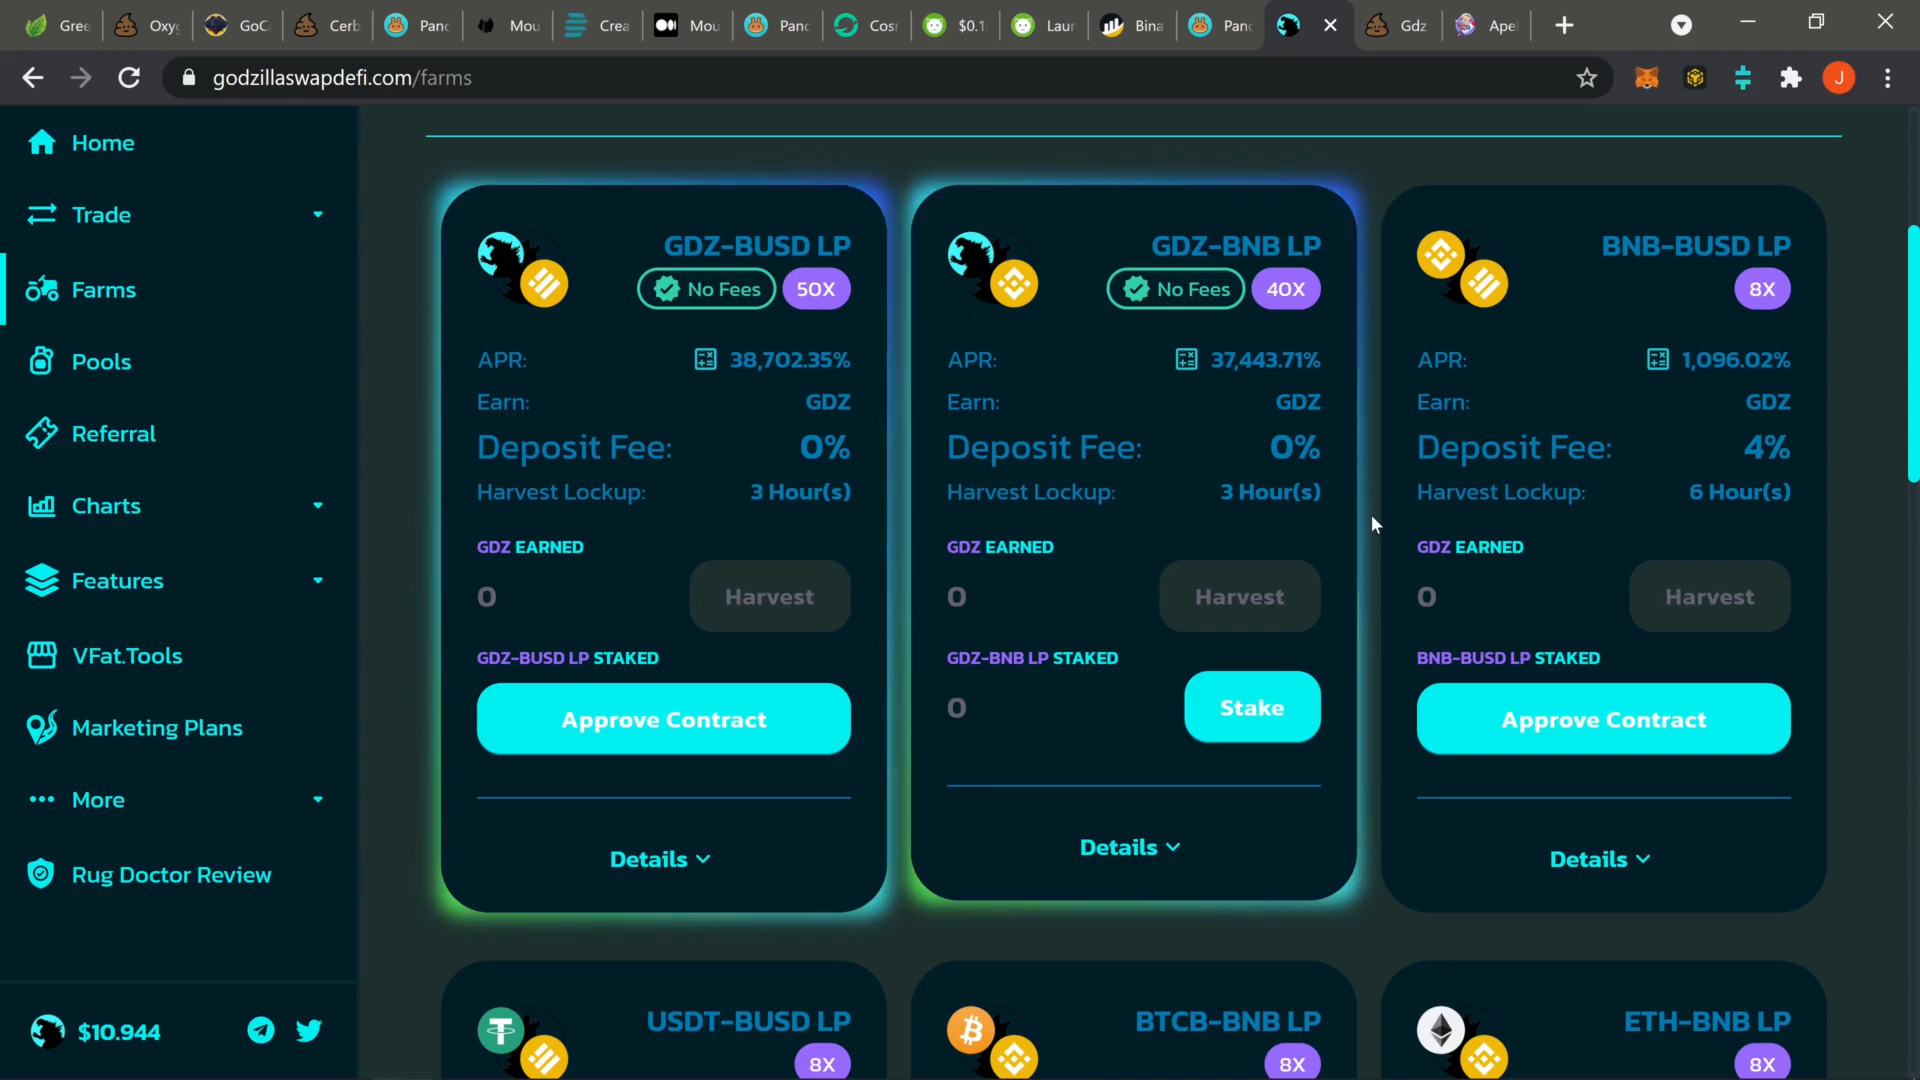 Gree
Oxyg
GoC
Cerb
Panc
Mou
Crea
Mou
Panc
Cosm
$0.1
Laur
Bina
Panc
Gdz
Apel
godzillaswapdefi.com/farms
J
Home
Trade
Farms
Pools
Referral
Charts
Features
VFat.Tools
Marketing Plans
More
Rug Doctor Review
$10.944
GDZ-BUSD LP
No Fees 50X
APR: 38,702.35%
Earn: GDZ
Deposit Fee: 0%
Harvest Lockup: 3 Hour(s)
GDZ EARNED
0 Harvest
GDZ-BUSD LP STAKED
Approve Contract
Details
GDZ-BNB LP
No Fees 40X
APR: 37,443.71%
Earn: GDZ
Deposit Fee: 0%
Harvest Lockup: 3 Hour(s)
GDZ EARNED
0 Harvest
GDZ-BNB LP STAKED
0 Stake
Details
BNB-BUSD LP
8X
APR: 1,096.02%
Earn: GDZ
Deposit Fee: 4%
Harvest Lockup: 6 Hour(s)
GDZ EARNED
0 Harvest
BNB-BUSD LP STAKED
Approve Contract
Details
USDT-BUSD LP
8X
BTCB-BNB LP
8X
ETH-BNB LP
8X